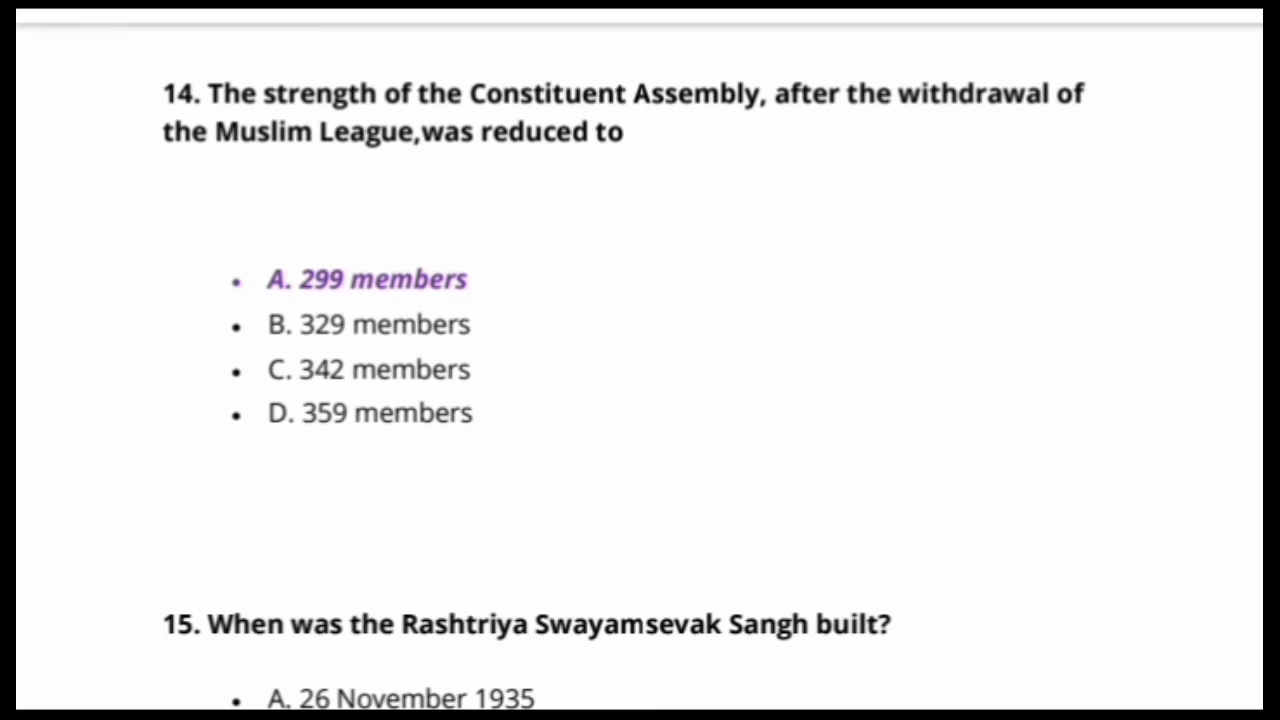 14. The strength of the Constituent Assembly, after the withdrawal of
the Muslim League,was reduced to
• A. 299 members
• B. 329 members
• C. 342 members
• D. 359 members
15. When was the Rashtriya Swayamsevak Sangh built?
• A. 26 November 1935